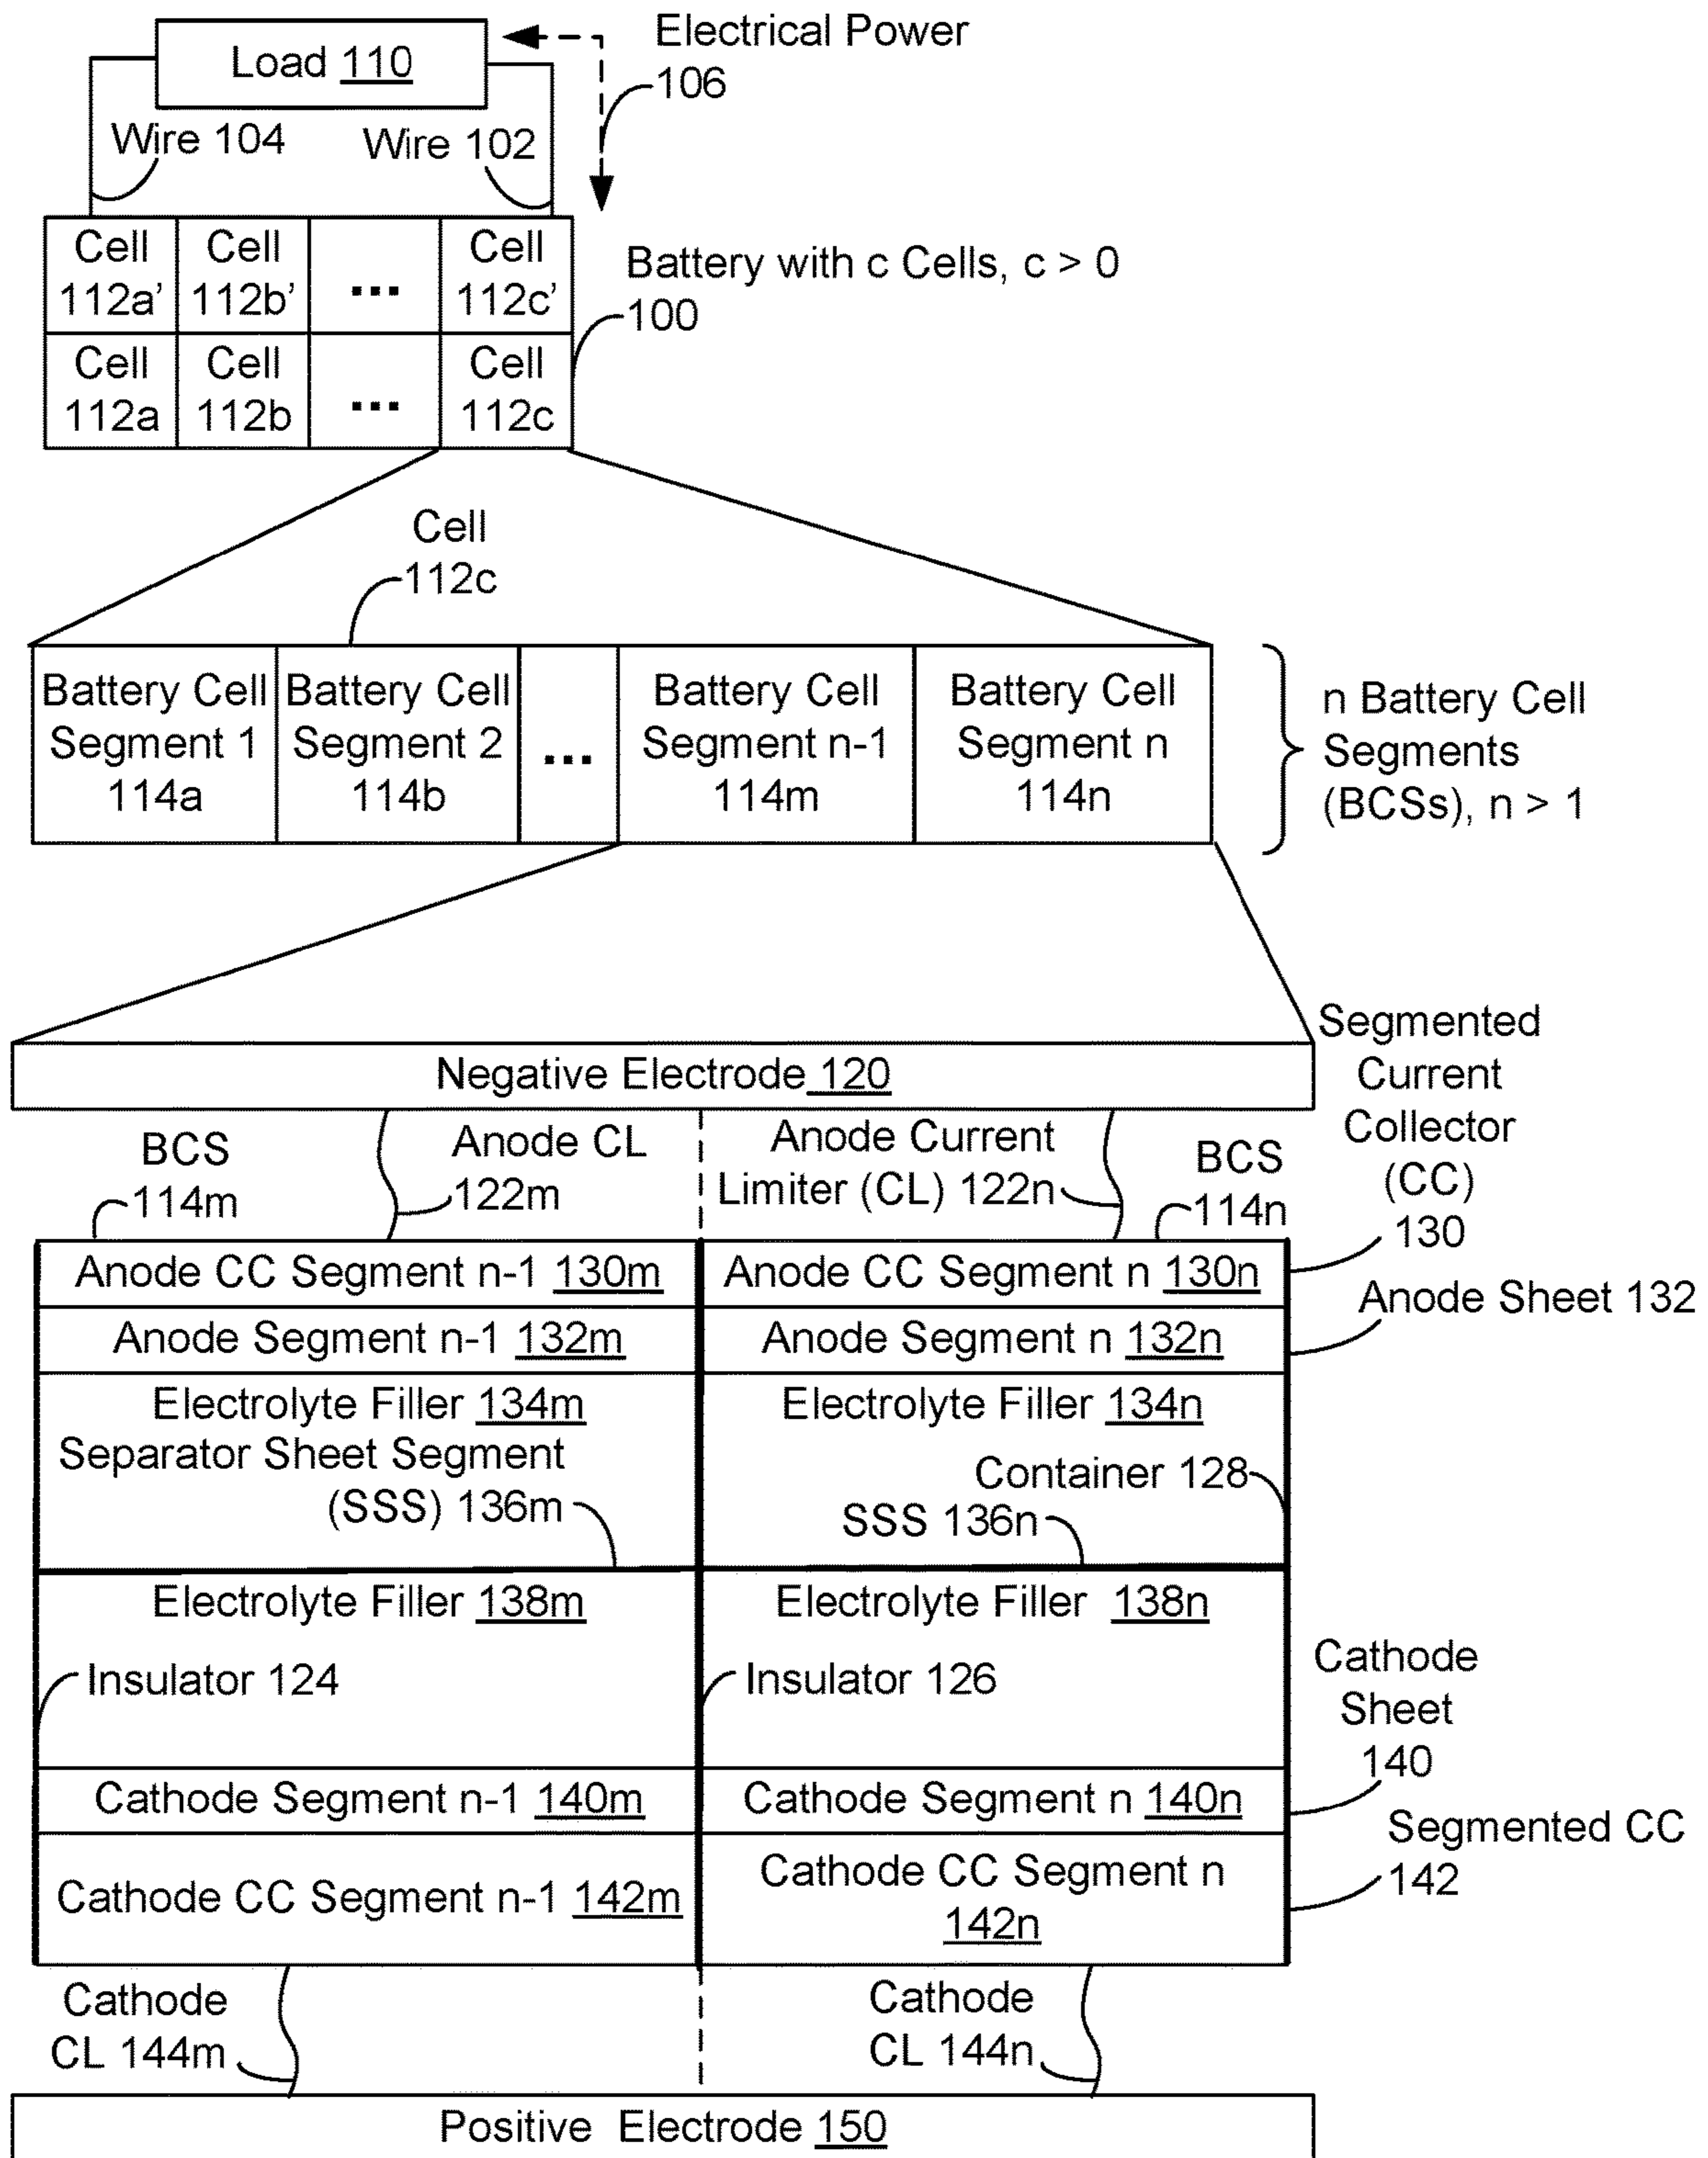 Load 110
Electrical Power
106
Wire 104
Wire 102
Cell
112a'
Cell
112b'
...
Cell
112c'
Battery with c Cells, c > 0
100
Cell
112a
Cell
112b
...
Cell
112c
Cell
112c
Battery Cell
Segment 1
114a
Battery Cell
Segment 2
114b
...
Battery Cell
Segment n-1
114m
Battery Cell
Segment n
114n
n Battery Cell
Segments
(BCSs), n > 1
Negative Electrode 120
Segmented
Current
Collector
(CC)
130
BCS
114m
Anode CL
122m
Anode Current
Limiter (CL) 122n
BCS
114n
Anode CC Segment n-1 130m
Anode CC Segment n 130n
Anode Sheet 132
Anode Segment n-1 132m
Anode Segment n 132n
Electrolyte Filler 134m
Electrolyte Filler 134n
Separator Sheet Segment
(SSS) 136m
Container 128
SSS 136n
Electrolyte Filler 138m
Electrolyte Filler 138n
Insulator 124
Insulator 126
Cathode
Sheet
140
Cathode Segment n-1 140m
Cathode Segment n 140n
Segmented CC
142
Cathode CC Segment n-1 142m
Cathode CC Segment n
142n
Cathode
CL 144m
Cathode
CL 144n
Positive Electrode 150